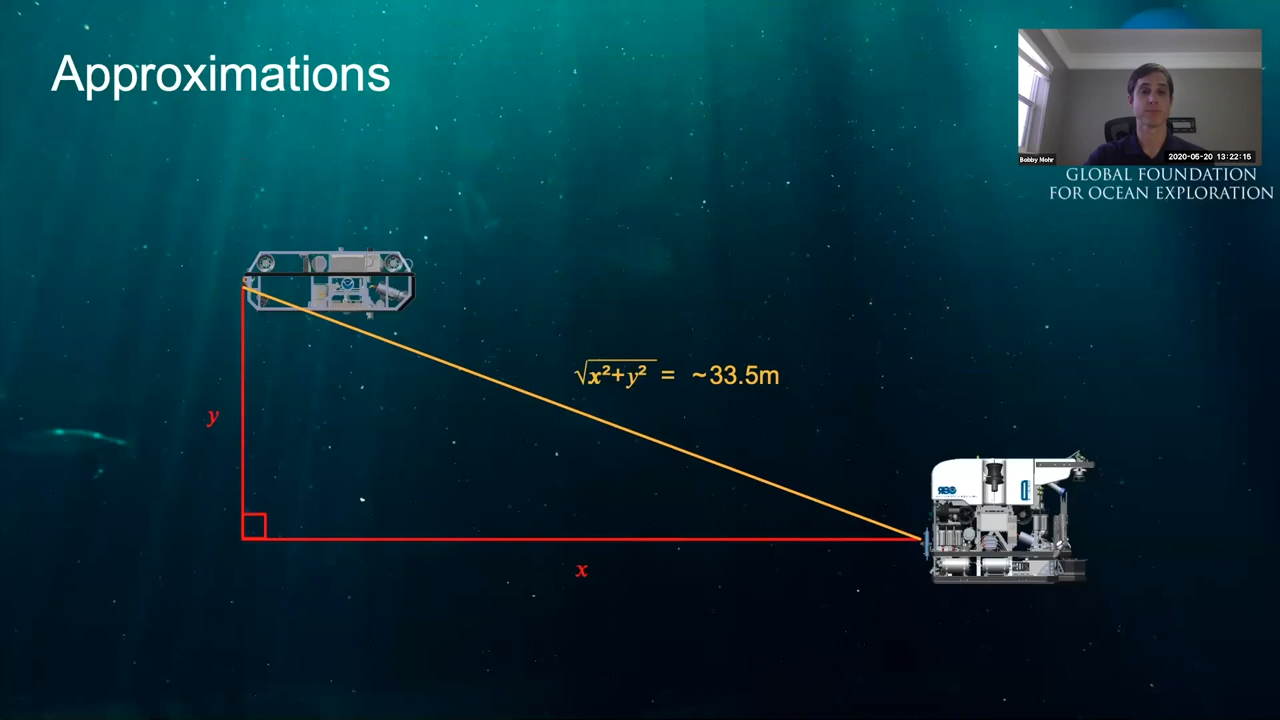 Approximations
Bobby Mohr
2020-05-20 13:22:15
GLOBAL FOUNDATION
FOR OCEAN EXPLORATION
√x²+y² = ~33.5m
y
x